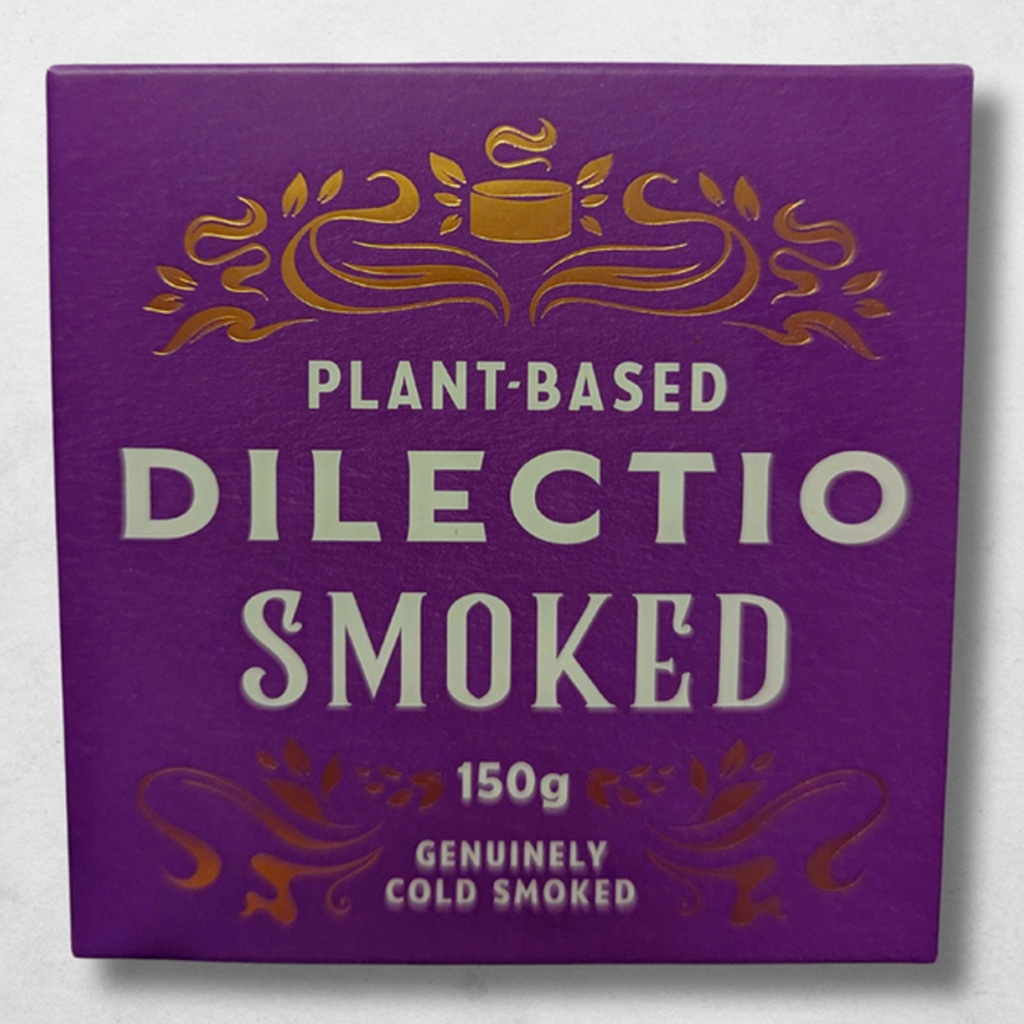 PLANT-BASED
DILECTIO
SMOKED
150g
GENUINELY
COLD SMOKED